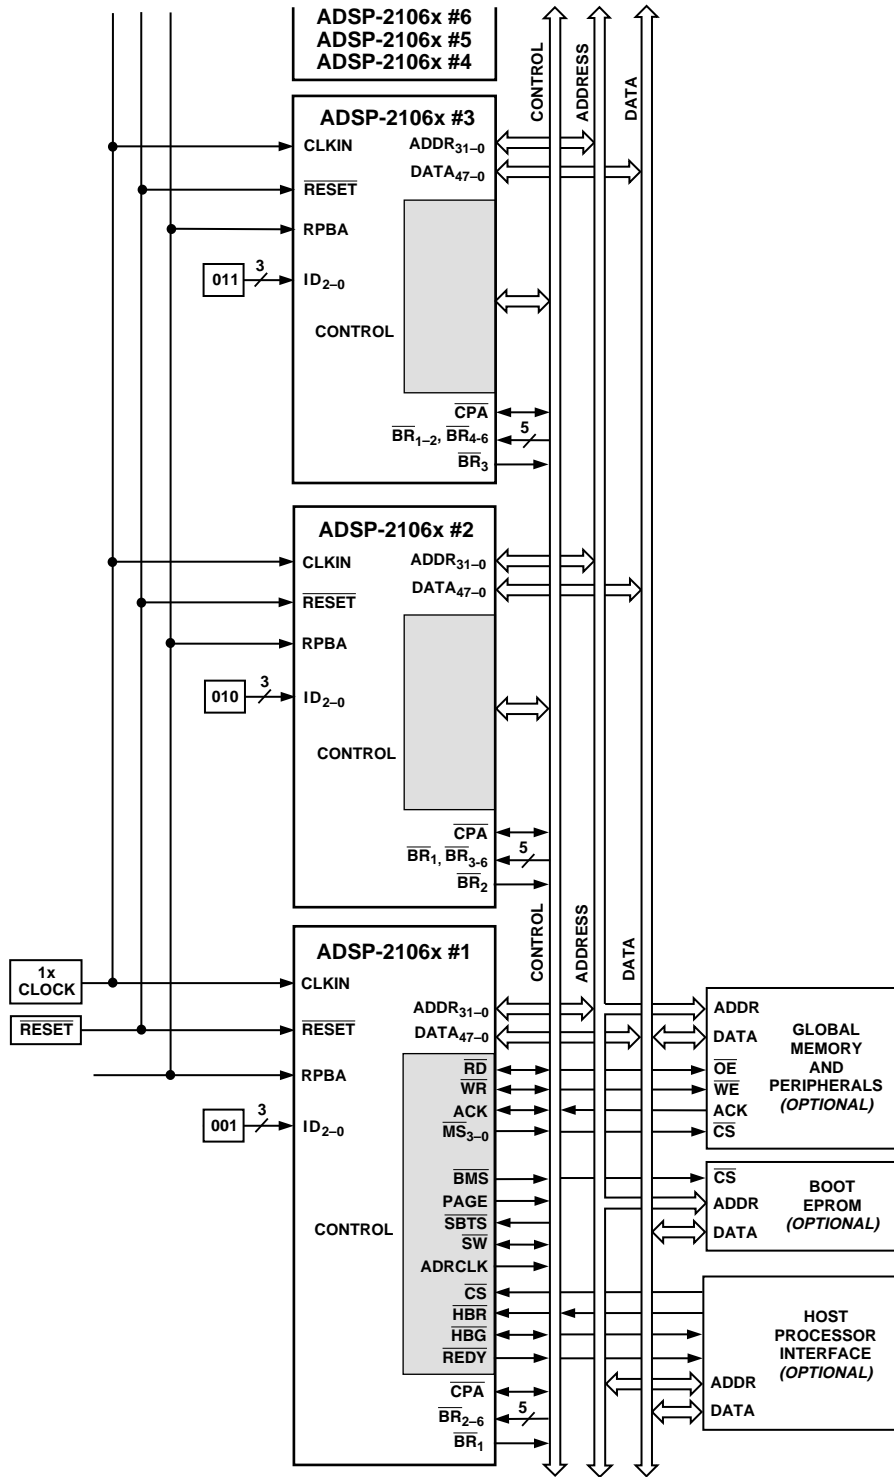 ADSP-2106x #6
ADSP-2106x #5
ADSP-2106x #4
CONTROL
ADDRESS
DATA
ADSP-2106x #3
CLKIN
ADDR31–0
DATA47–0
RESET
RPBA
011
3
ID2–0
CONTROL
CPA
BR1–2, BR4-6
5
BR3
ADSP-2106x #2
CLKIN
ADDR31–0
DATA47–0
RESET
RPBA
010
3
ID2–0
CONTROL
CPA
BR1, BR3-6
5
BR2
CONTROL
ADDRESS
DATA
ADSP-2106x #1
1x
CLOCK
CLKIN
RESET
RESET
ADDR31–0
DATA47–0
RPBA
001
3
ID2–0
CONTROL
RD
WR
ACK
MS3–0
BMS
PAGE
SBTS
SW
ADRCLK
CS
HBR
HBG
REDY
CPA
BR2–6
5
BR1
ADDR
DATA
OE
WE
ACK
CS
GLOBAL
MEMORY
AND
PERIPHERALS
(OPTIONAL)
CS
ADDR
DATA
BOOT
EPROM
(OPTIONAL)
HOST
PROCESSOR
INTERFACE
(OPTIONAL)
ADDR
DATA